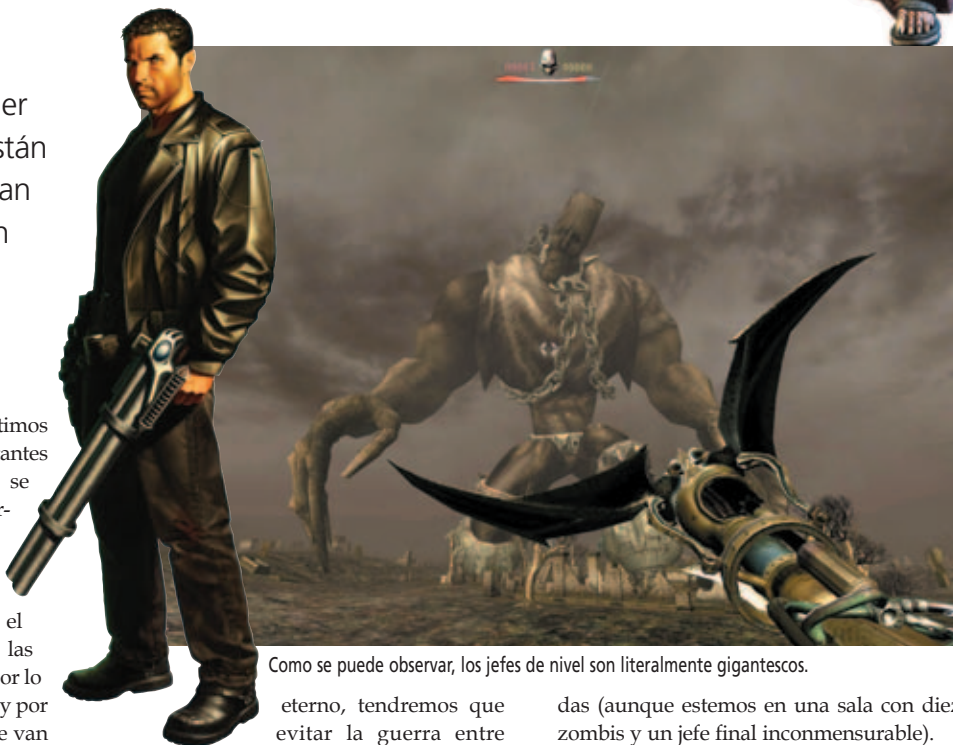 er
stán
an
n
timos
antes
se
r-
el
las
or lo
y por
e van
Como se puede observar, los jefes de nivel son literalmente gigantescos.
eterno, tendremos que
evitar la guerra entre
das (aunque estemos en una sala con diez
zombis y un jefe final inconmensurable).